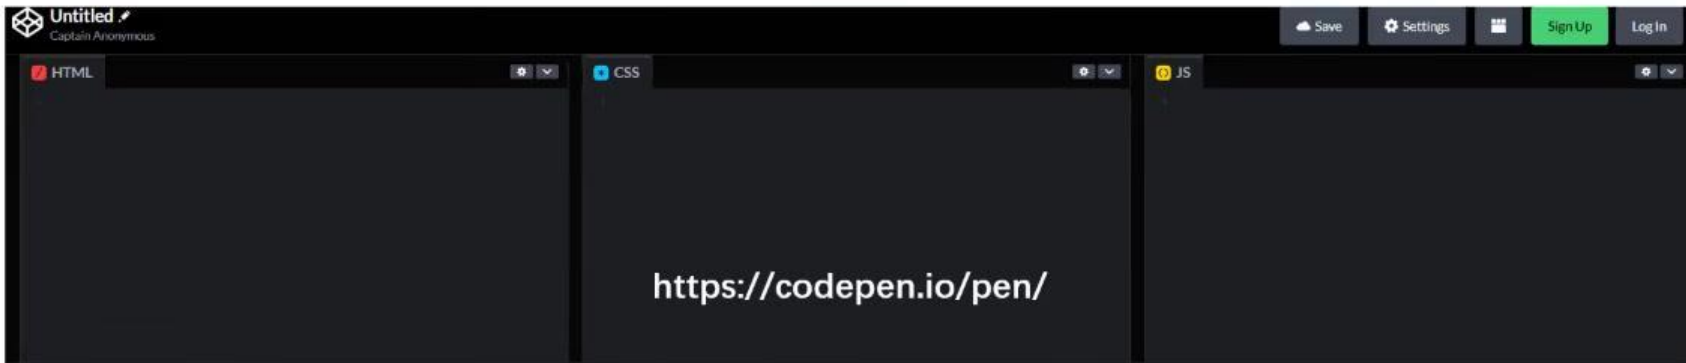 Untitled
Captain Anonymous
Save
Settings
Sign Up
Log In
HTML
CSS
JS
https://codepen.io/pen/